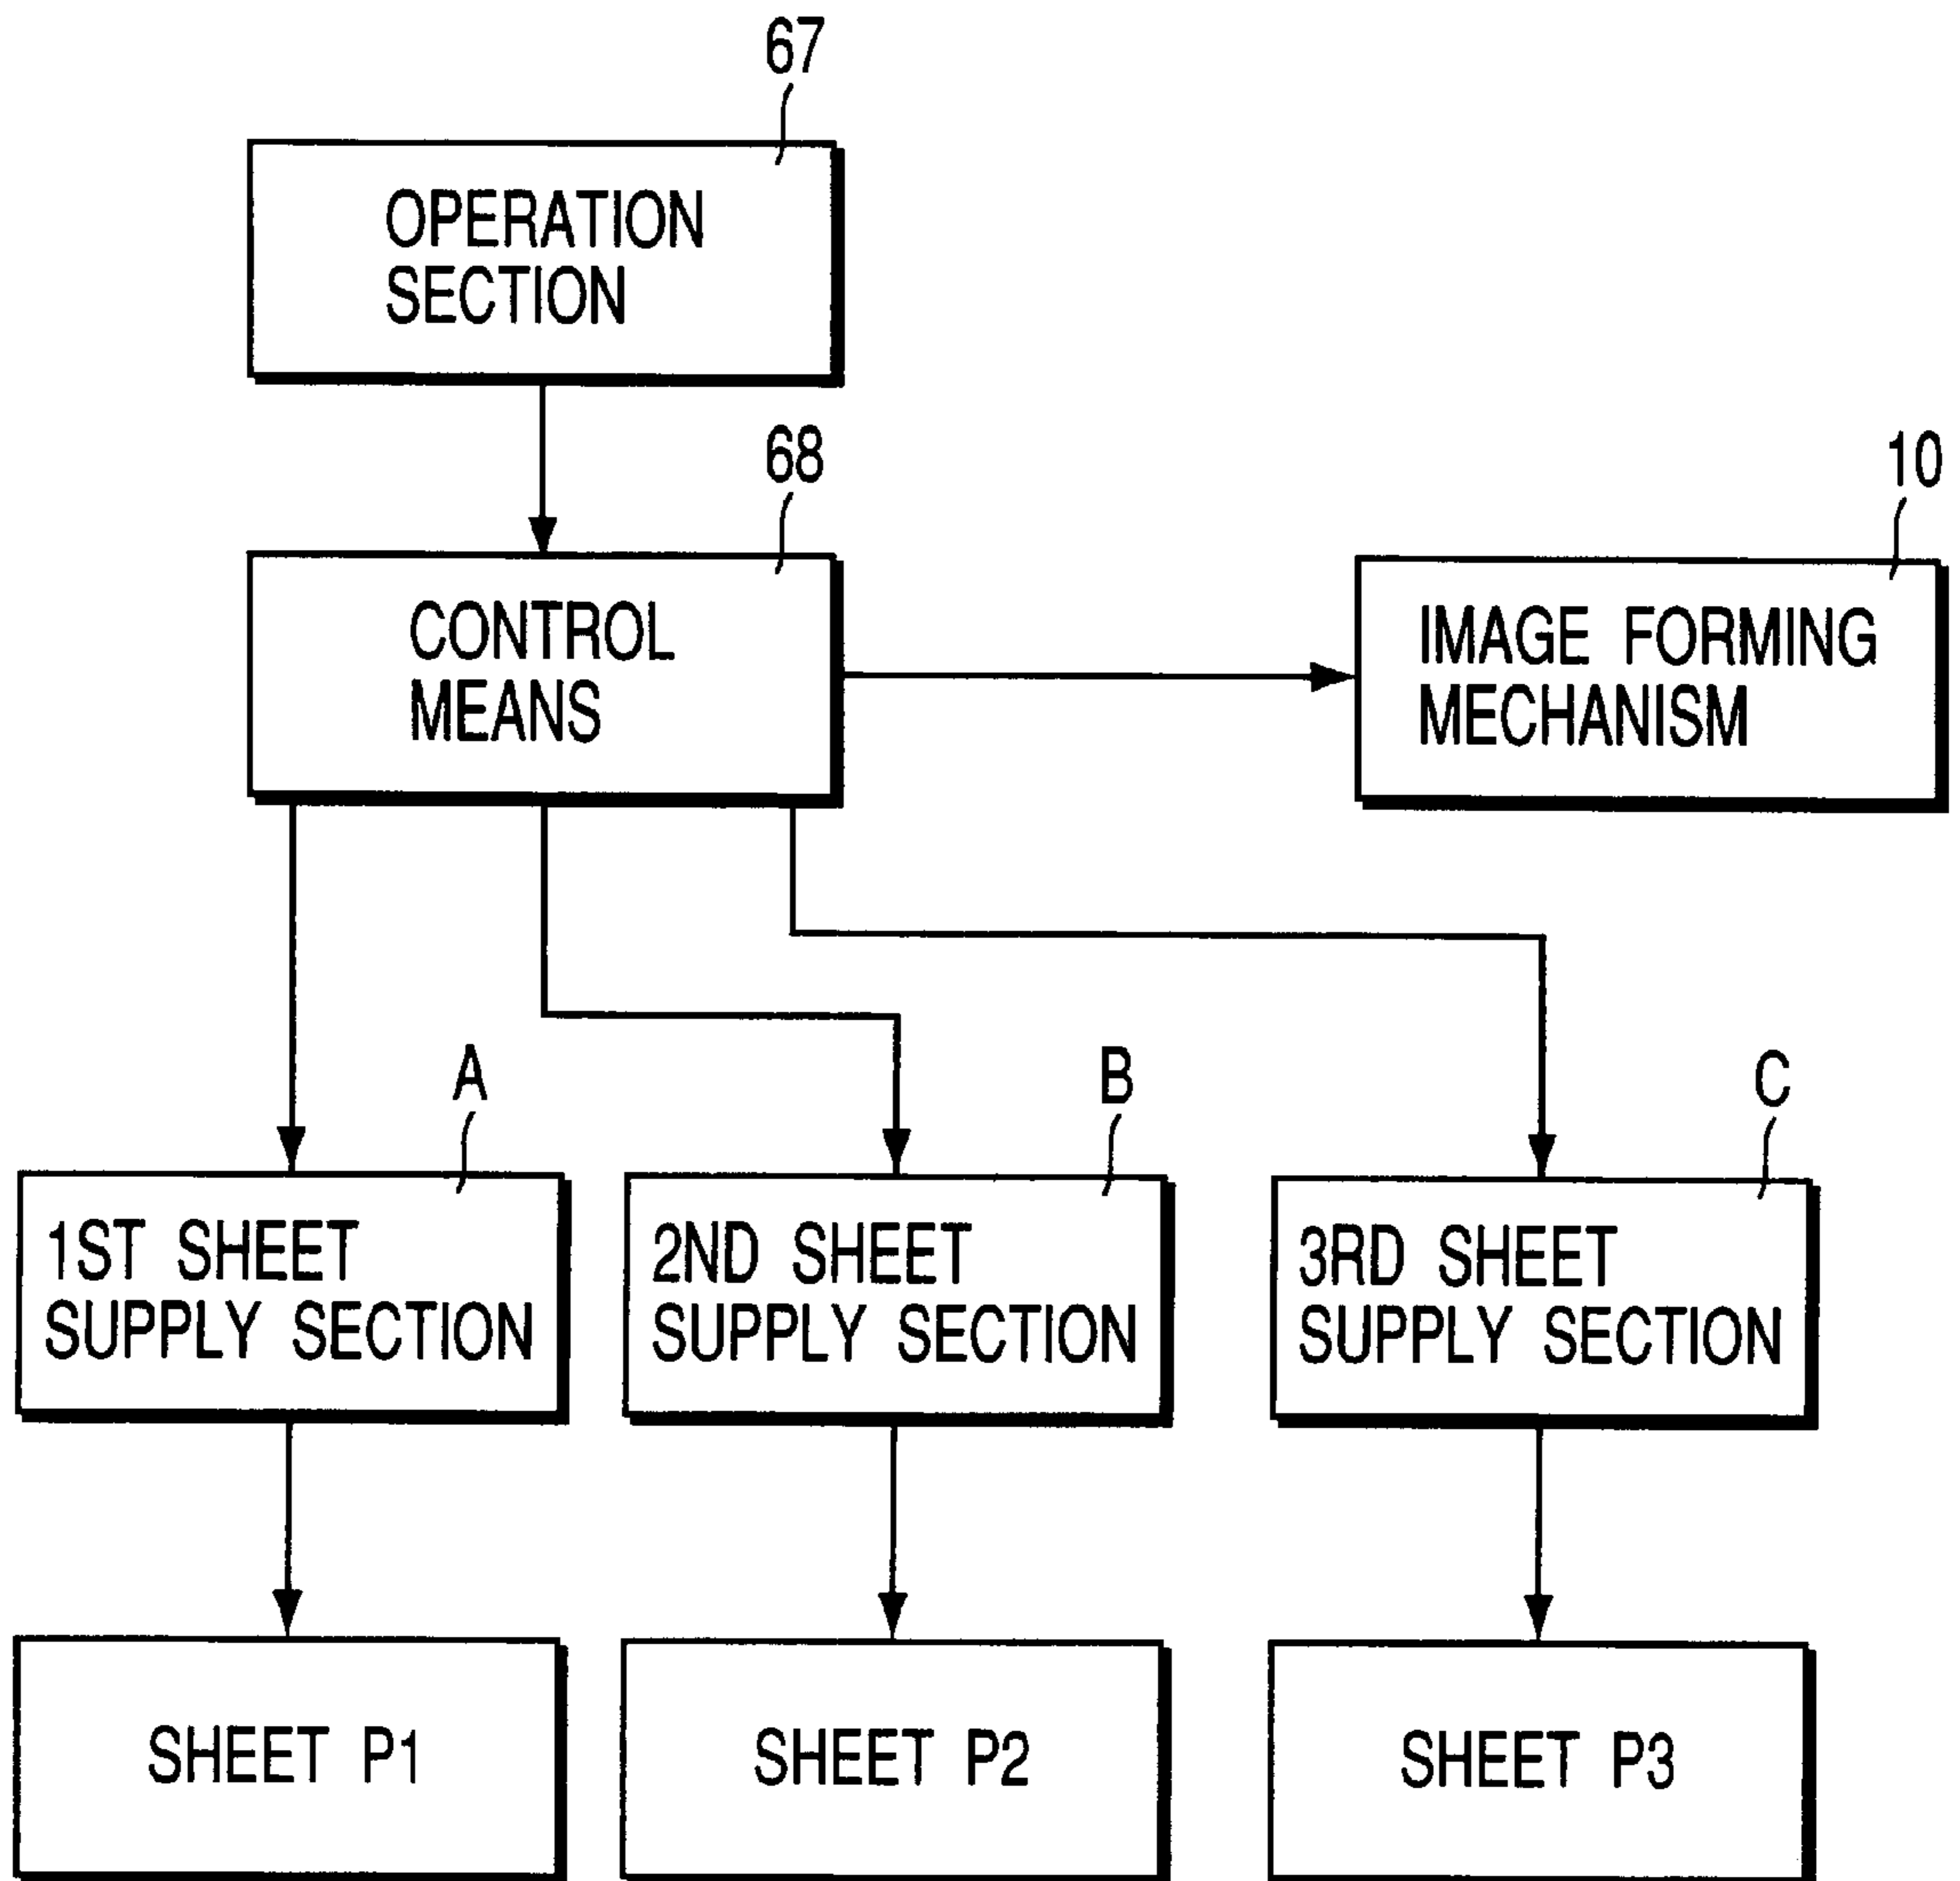 67
OPERATION
SECTION
68
CONTROL
MEANS
10
IMAGE FORMING
MECHANISM
A
1ST SHEET
SUPPLY SECTION
B
2ND SHEET
SUPPLY SECTION
C
3RD SHEET
SUPPLY SECTION
SHEET P1
SHEET P2
SHEET P3